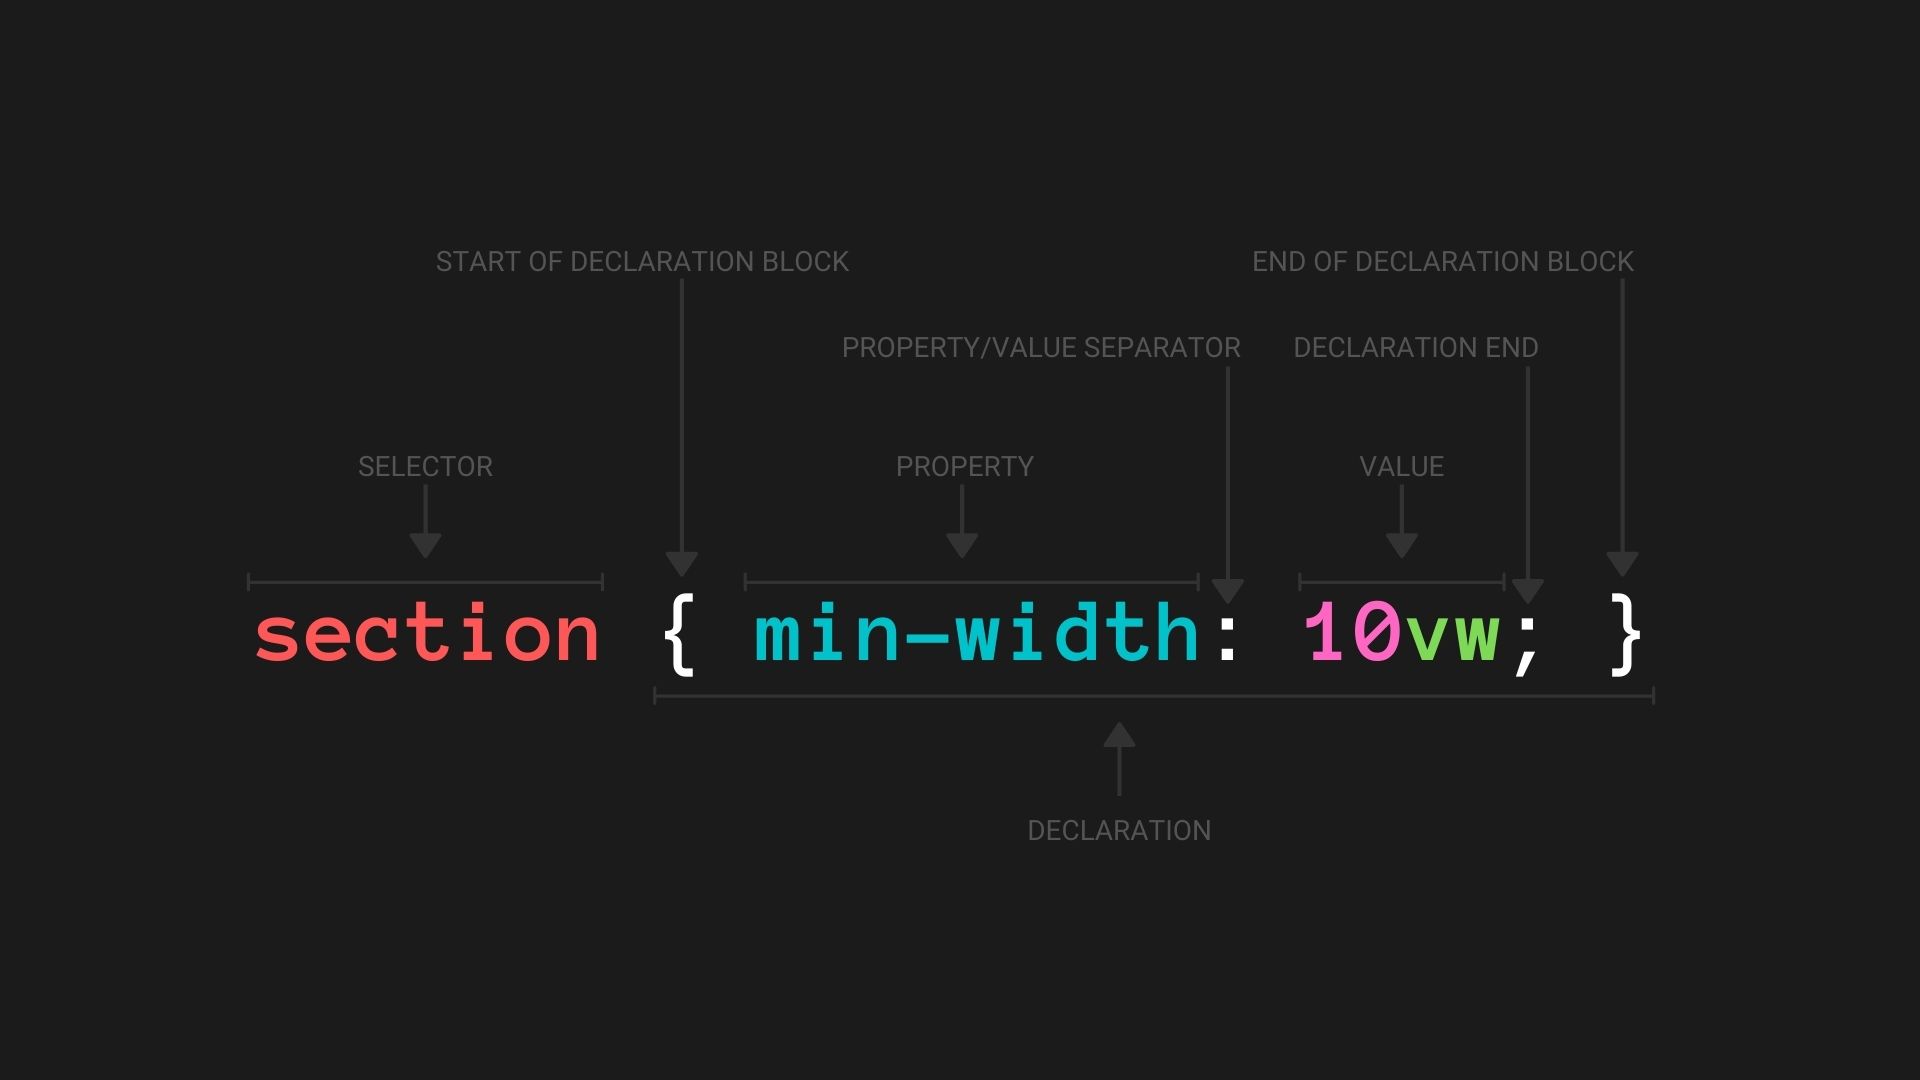 START OF DECLARATION BLOCK
END OF DECLARATION BLOCK
PROPERTY/VALUE SEPARATOR
DECLARATION END
SELECTOR
PROPERTY
VALUE
section { min-width: 10vw; }
DECLARATION